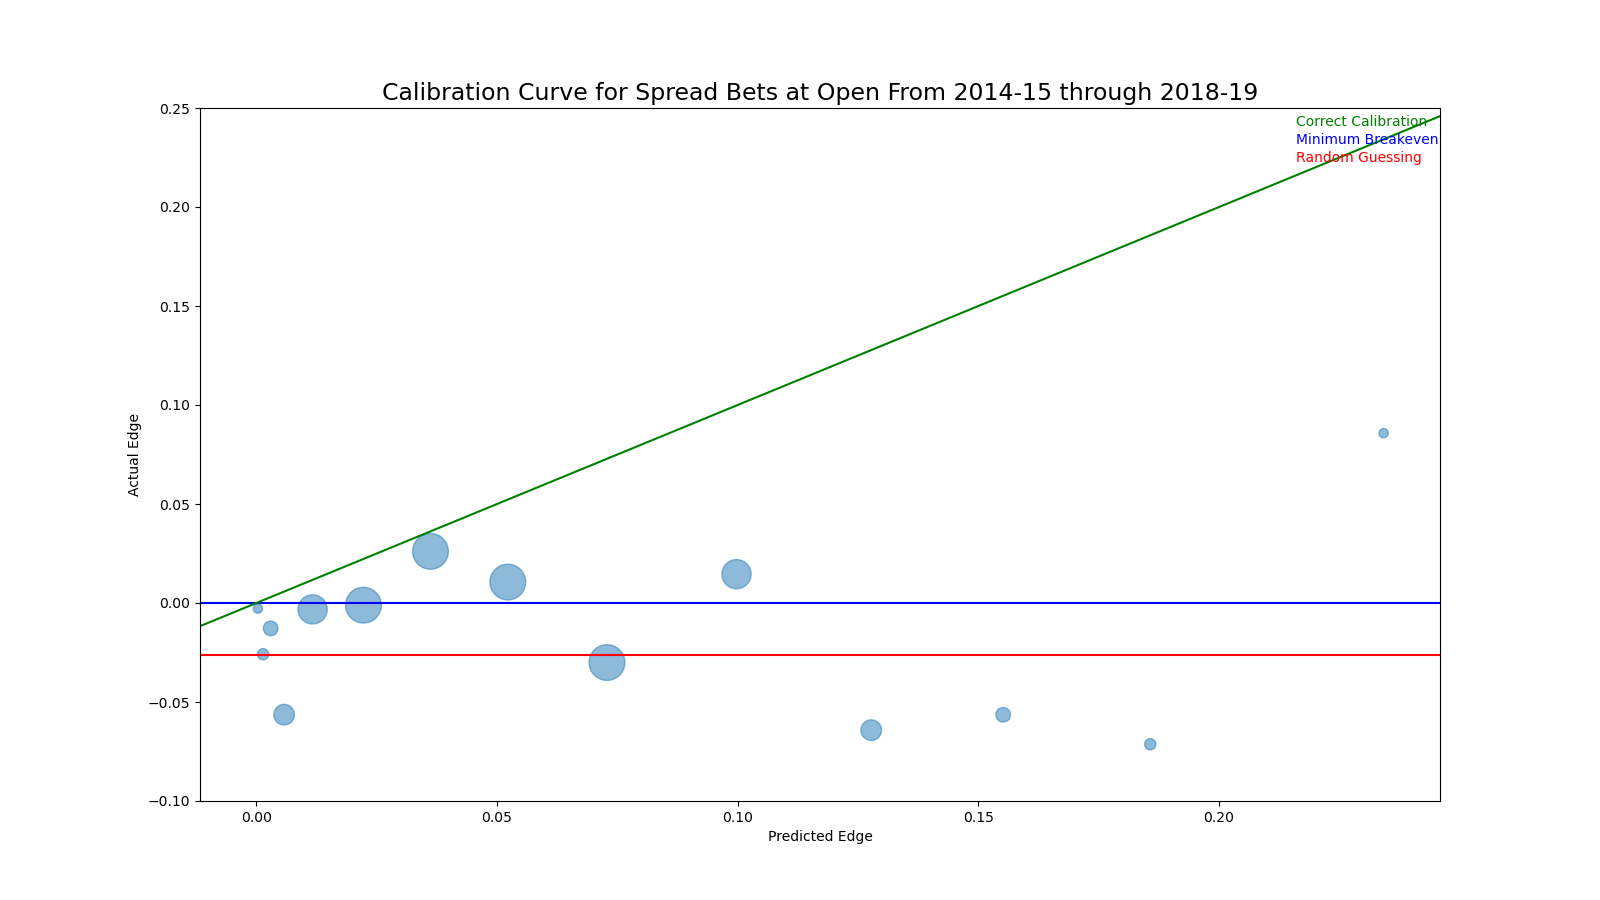 Calibration Curve for Spread Bets at Open From 2014-15 through 2018-19
Correct Calibration
Minimum Breakeven
Random Guessing
0.25
0.20
0.15
0.10
0.05
0.00
−0.05
−0.10
Actual Edge
0.00 0.05 0.10 0.15 0.20
Predicted Edge